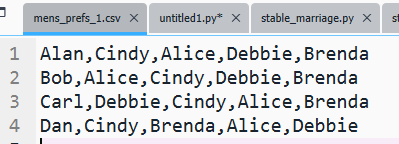 mens_prefs_1.csv × untitled1.py* × stable_marriage.py × st
1 Alan,Cindy,Alice,Debbie,Brenda
2 Bob,Alice,Cindy,Debbie,Brenda
3 Carl,Debbie,Cindy,Alice,Brenda
4 Dan,Cindy,Brenda,Alice,Debbie